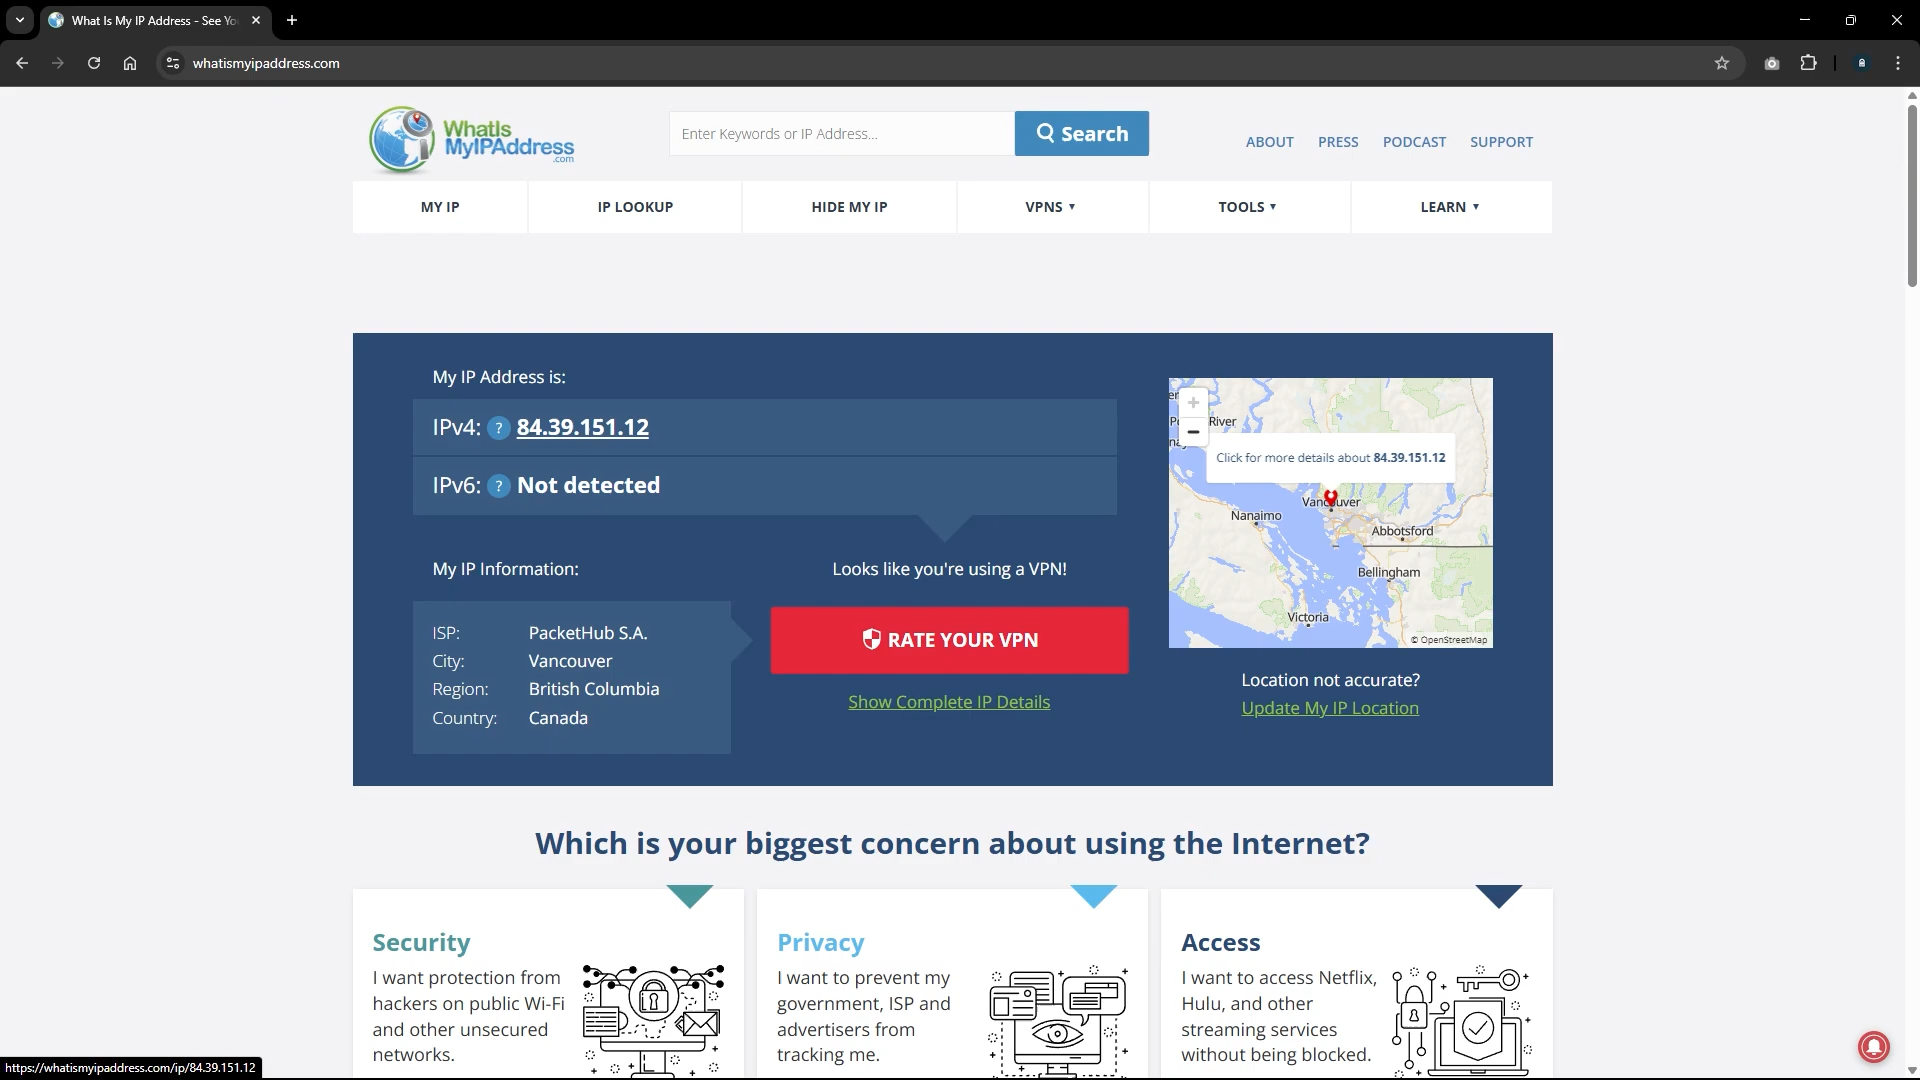 What Is My IP Address - See Yo
whatismyipaddress.com
WhatIs
MyIPAddress
.com
Enter Keywords or IP Address...
Search
ABOUT
PRESS
PODCAST
SUPPORT
MY IP
IP LOOKUP
HIDE MY IP
VPNS
TOOLS
LEARN
My IP Address is:
IPv4: ? 84.39.151.12
IPv6: ? Not detected
My IP Information:
ISP: PacketHub S.A.
City: Vancouver
Region: British Columbia
Country: Canada
Looks like you're using a VPN!
RATE YOUR VPN
Show Complete IP Details
+
−
River
Click for more details about 84.39.151.12
Vancouver
Nanaimo
Abbotsford
Bellingham
Victoria
© OpenStreetMap
Location not accurate?
Update My IP Location
Which is your biggest concern about using the Internet?
Security
I want protection from
hackers on public Wi-Fi
and other unsecured
networks.
Privacy
I want to prevent my
government, ISP and
advertisers from
tracking me.
Access
I want to access Netflix,
Hulu, and other
streaming services
without being blocked.
https://whatismyipaddress.com/ip/84.39.151.12